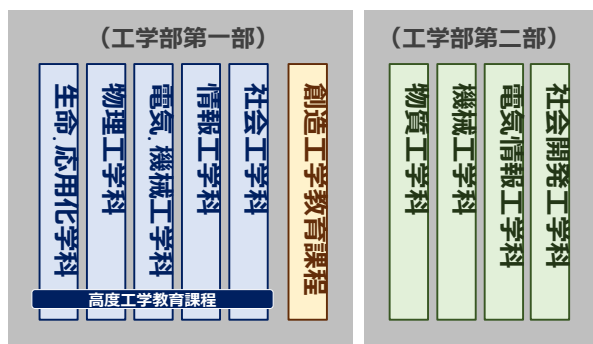 （工学部第一部）
生命．応用化学科
物理工学科
電気．機械工学科
情報工学科
社会工学科
創造工学教育課程
高度工学教育課程
（工学部第二部）
物質工学科
機械工学科
電気情報工学科
社会開発工学科